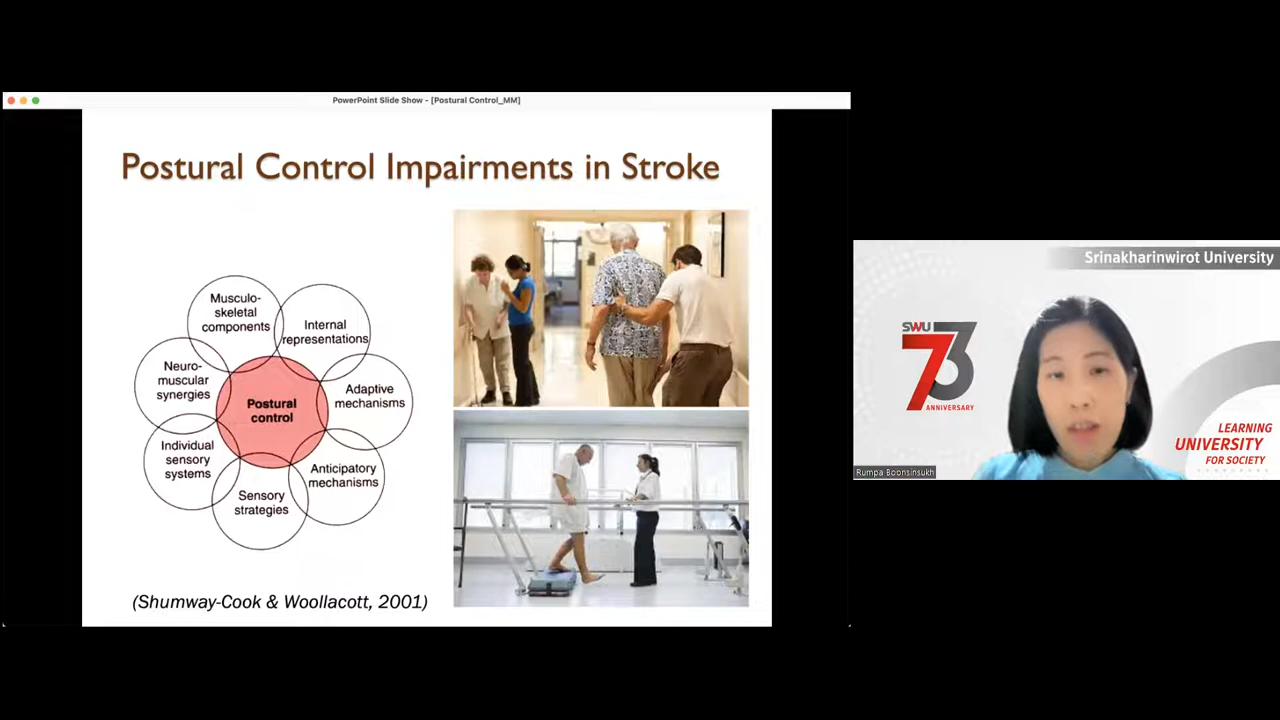 PowerPoint Slide Show - [Postural Control_MM]
Postural Control Impairments in Stroke
Musculo-
skeletal
components
Internal
representations
Neuro-
muscular
synergies
Adaptive
mechanisms
Postural
control
Individual
sensory
systems
Anticipatory
mechanisms
Sensory
strategies
(Shumway-Cook & Woollacott, 2001)
Srinakharinwirot University
SWU
73
ANNIVERSARY
LEARNING
UNIVERSITY
FOR SOCIETY
Rumpa Boonsinsukh